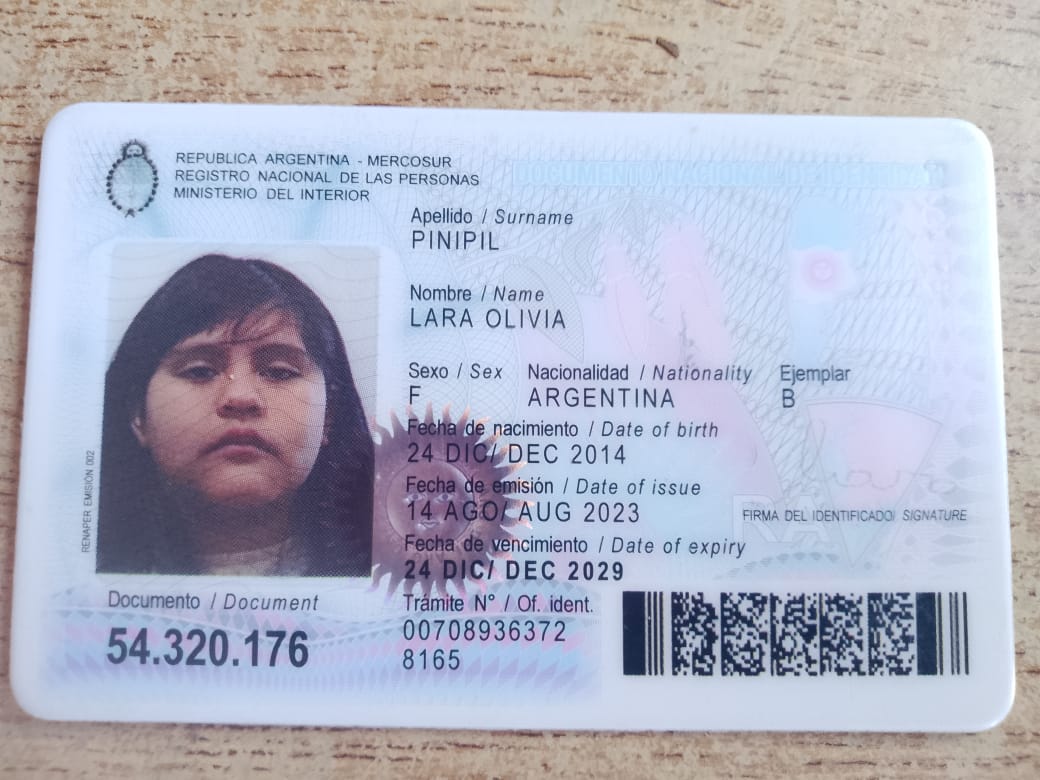 REPUBLICA ARGENTINA - MERCOSUR
REGISTRO NACIONAL DE LAS PERSONAS
MINISTERIO DEL INTERIOR
DOCUMENTO NACIONAL DE IDENTIDAD
Apellido / Surname
PINIPIL
Nombre / Name
LARA OLIVIA
Sexo / Sex Nacionalidad / Nationality Ejemplar
F ARGENTINA B
Fecha de nacimiento / Date of birth
24 DIC/ DEC 2014
Fecha de emisión / Date of issue
14 AGO/ AUG 2023
FIRMA DEL IDENTIFICADO/ SIGNATURE
Fecha de vencimiento / Date of expiry
24 DIC/ DEC 2029
RENAPER EMISIÓN 002
Documento / Document
54.320.176
Trámite N° / Of. ident.
00708936372
8165
RA